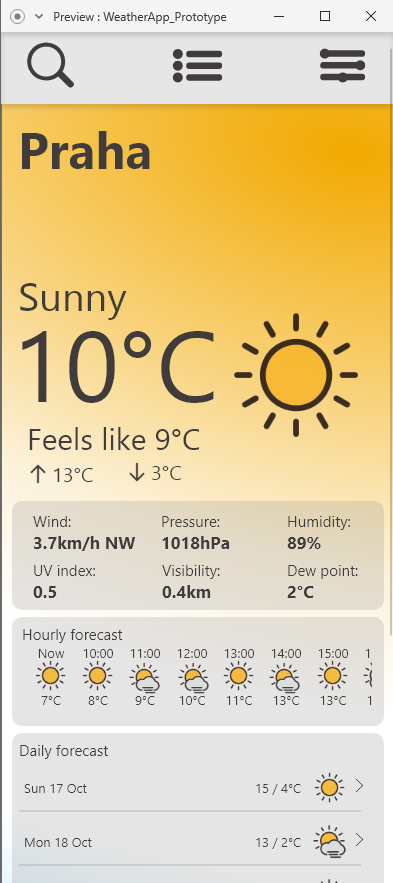 Preview : WeatherApp_Prototype
Praha
Sunny
10°C
Feels like 9°C
↑ 13°C ↓ 3°C
Wind: Pressure: Humidity:
3.7km/h NW 1018hPa 89%
UV index: Visibility: Dew point:
0.5 0.4km 2°C
Hourly forecast
Now 10:00 11:00 12:00 13:00 14:00 15:00 1
7°C 8°C 9°C 10°C 11°C 13°C 13°C
Daily forecast
Sun 17 Oct 15 / 4°C
Mon 18 Oct 13 / 2°C